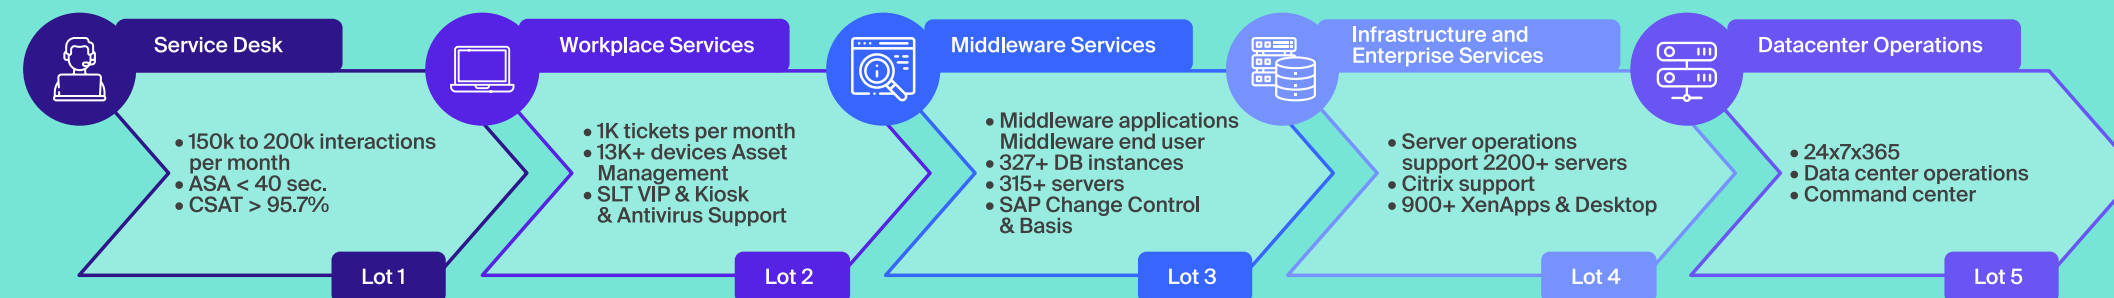 Service Desk
• 150k to 200k interactions
per month
• ASA < 40 sec.
• CSAT > 95.7%
Lot 1
Workplace Services
• 1K tickets per month
• 13K+ devices Asset
Management
• SLT VIP & Kiosk
& Antivirus Support
Lot 2
Middleware Services
• Middleware applications
Middleware end user
• 327+ DB instances
• 315+ servers
• SAP Change Control
& Basis
Lot 3
Infrastructure and
Enterprise Services
• Server operations
support 2200+ servers
• Citrix support
• 900+ XenApps & Desktop
Lot 4
Datacenter Operations
• 24x7x365
• Data center operations
• Command center
Lot 5